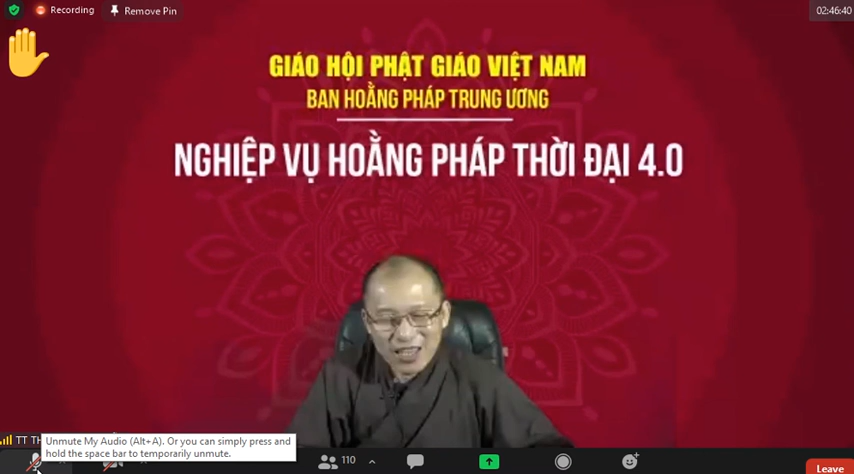 Recording
Remove Pin
02:46:40
GIÁO HỘI PHẬT GIÁO VIỆT NAM
BAN HOẰNG PHÁP TRUNG ƯƠNG
NGHIỆP VỤ HOẰNG PHÁP THỜI ĐẠI 4.0
TT
Unmute My Audio (Alt+A). Or you can simply press and
hold the space bar to temporarily unmute.
110
Leave